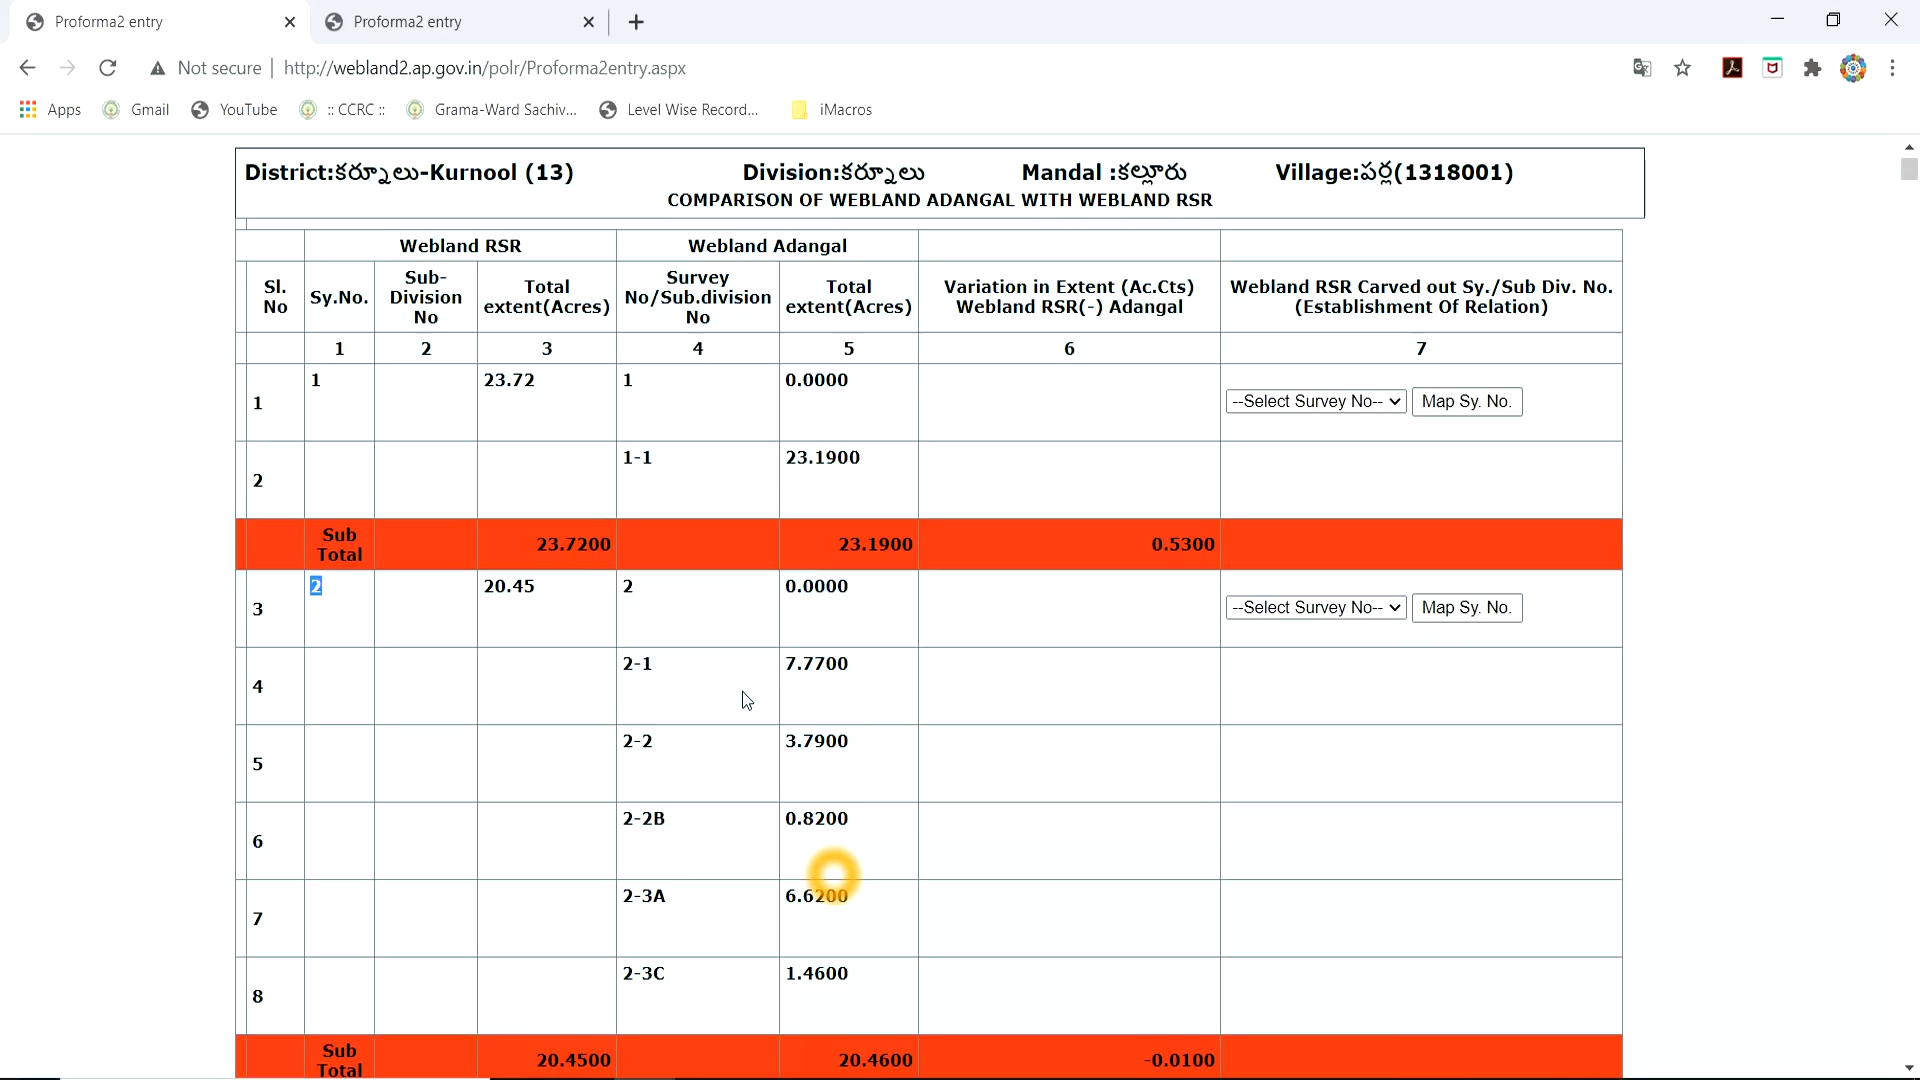 Proforma2 entry
Proforma2 entry
Not secure | http://webland2.ap.gov.in/polr/Proforma2entry.aspx
Apps Gmail YouTube :: CCRC :: Grama-Ward Sachiv... Level Wise Record... iMacros
District:కర్నూలు-Kurnool (13) Division:కర్నూలు Mandal :కల్లూరు Village:పర్ల(1318001)
COMPARISON OF WEBLAND ADANGAL WITH WEBLAND RSR
Webland RSR Webland Adangal
Sl. No Sy.No. Sub-Division No Total extent(Acres) Survey No/Sub.division No Total extent(Acres) Variation in Extent (Ac.Cts) Webland RSR(-) Adangal Webland RSR Carved out Sy./Sub Div. No. (Establishment Of Relation)
1 2 3 4 5 6 7
1 1 23.72 1 0.0000 --Select Survey No-- Map Sy. No.
2 1-1 23.1900
Sub Total 23.7200 23.1900 0.5300
3 2 20.45 2 0.0000 --Select Survey No-- Map Sy. No.
4 2-1 7.7700
5 2-2 3.7900
6 2-2B 0.8200
7 2-3A 6.6200
8 2-3C 1.4600
Sub Total 20.4500 20.4600 -0.0100